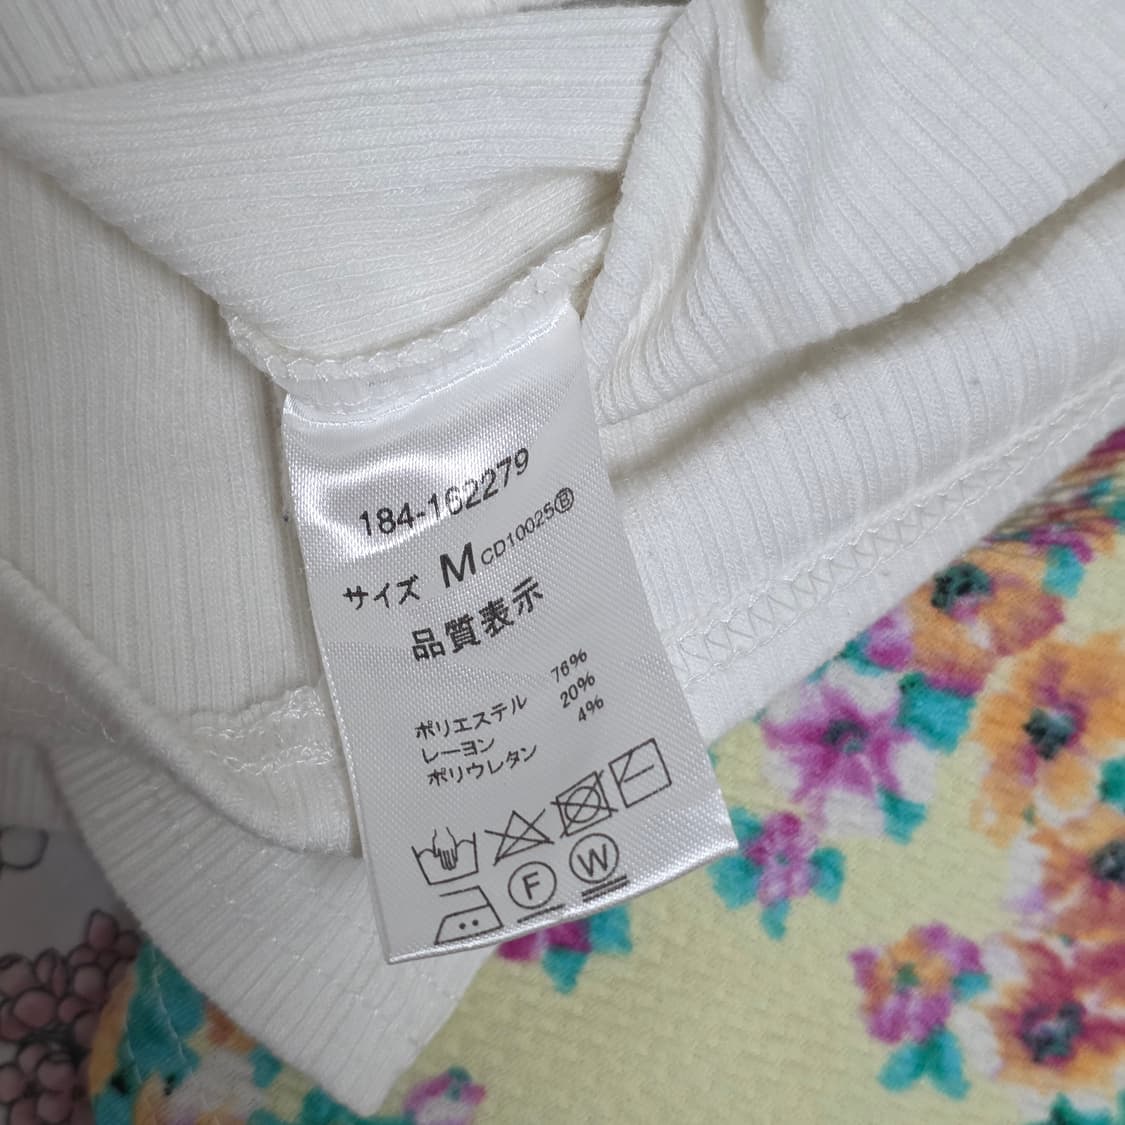 184-162279
サイズ M CD10025Ⓑ
品質表示
ポリエステル 76%
レーヨン 20%
ポリウレタン 4%
F W